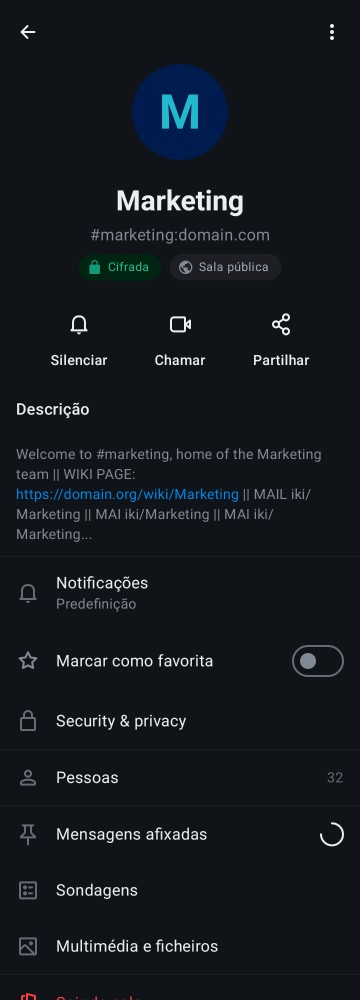 M
Marketing
#marketing:domain.com
Cifrada
Sala pública
Silenciar
Chamar
Partilhar
Descrição
Welcome to #marketing, home of the Marketing
team || WIKI PAGE:
https://domain.org/wiki/Marketing || MAIL iki/
Marketing || MAI iki/Marketing || MAI iki/
Marketing...
Notificações
Predefinição
Marcar como favorita
Security & privacy
Pessoas
32
Mensagens afixadas
Sondagens
Multimédia e ficheiros